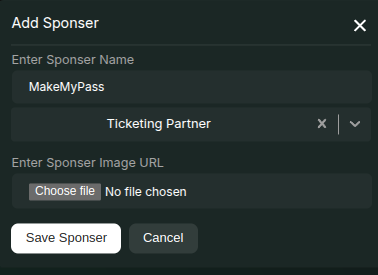 Add Sponser
Enter Sponser Name
MakeMyPass
Ticketing Partner
Enter Sponser Image URL
Choose file No file chosen
Save Sponser Cancel